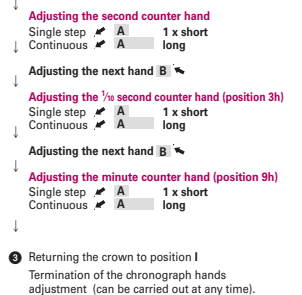 ↓
Adjusting the second counter hand
Single step A 1 x short
↓ Continuous A long
Adjusting the next hand B
↓
Adjusting the 1/10 second counter hand (position 3h)
Single step A 1 x short
↓ Continuous A long
Adjusting the next hand B
↓
Adjusting the minute counter hand (position 9h)
Single step A 1 x short
Continuous A long
↓
3 Returning the crown to position I
Termination of the chronograph hands
adjustment (can be carried out at any time).